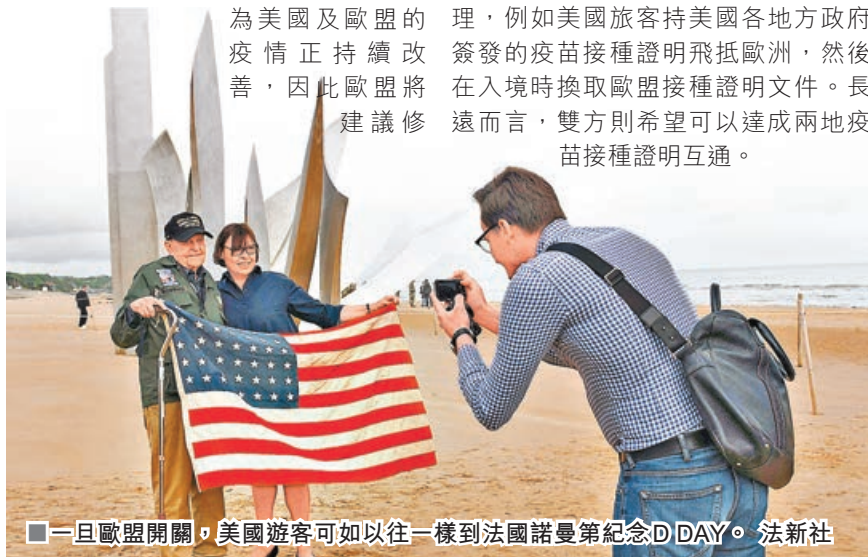 為美國及歐盟的
疫情正持續改
善，因此歐盟將
建議修
理，例如美國旅客持美國各地方政府
簽發的疫苗接種證明飛抵歐洲，然後
在入境時換取歐盟接種證明文件。長
遠而言，雙方則希望可以達成兩地疫
苗接種證明互通。
■一旦歐盟開關，美國遊客可如以往一樣到法國諾曼第紀念D DAY。 法新社